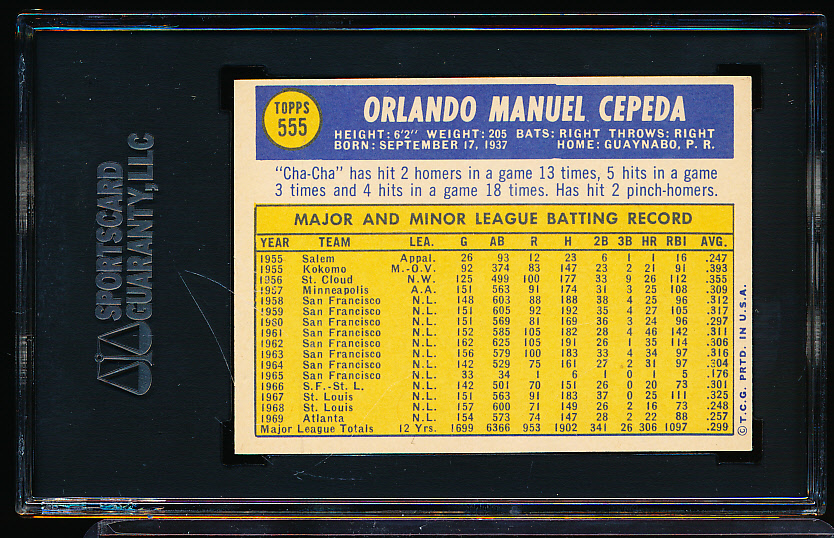 TOPPS
555
ORLANDO MANUEL CEPEDA
HEIGHT: 6'2" WEIGHT: 205 BATS: RIGHT THROWS: RIGHT
BORN: SEPTEMBER 17, 1937 HOME: GUAYNABO, P. R.
"Cha-Cha" has hit 2 homers in a game 13 times, 5 hits in a game
3 times and 4 hits in a game 18 times. Has hit 2 pinch-homers.
MAJOR AND MINOR LEAGUE BATTING RECORD
YEAR TEAM LEA. G AB R H 2B 3B HR RBI AVG.
1955 Salem Appal. 26 93 12 23 6 1 1 16 .247
1955 Kokomo M.-O.V. 92 374 83 147 23 2 21 91 .393
1956 St. Cloud N.W. 125 499 100 177 33 9 26 112 .355
1957 Minneapolis A.A. 151 563 91 174 31 3 25 108 .309
1958 San Francisco N.L. 148 603 88 188 38 4 25 96 .312
1959 San Francisco N.L. 151 605 92 192 35 4 27 105 .317
1960 San Francisco N.L. 151 569 81 169 36 3 24 96 .297
1961 San Francisco N.L. 152 585 105 182 28 4 46 142 .311
1962 San Francisco N.L. 162 625 105 191 26 1 35 114 .306
1963 San Francisco N.L. 156 579 100 183 33 4 34 97 .316
1964 San Francisco N.L. 142 529 75 161 27 2 31 97 .304
1965 San Francisco N.L. 33 34 1 6 1 0 1 5 .176
1966 S.F.-St. L. N.L. 142 501 70 151 26 0 20 73 .301
1967 St. Louis N.L. 151 563 91 183 37 0 25 111 .325
1968 St. Louis N.L. 157 600 71 149 26 2 16 73 .248
1969 Atlanta N.L. 154 573 74 147 28 2 22 88 .257
Major League Totals 12 Yrs. 1699 6366 953 1902 341 26 306 1097 .299
© T.C.G. PRTD. IN U.S.A.
SPORTSCARD
GUARANTY, LLC